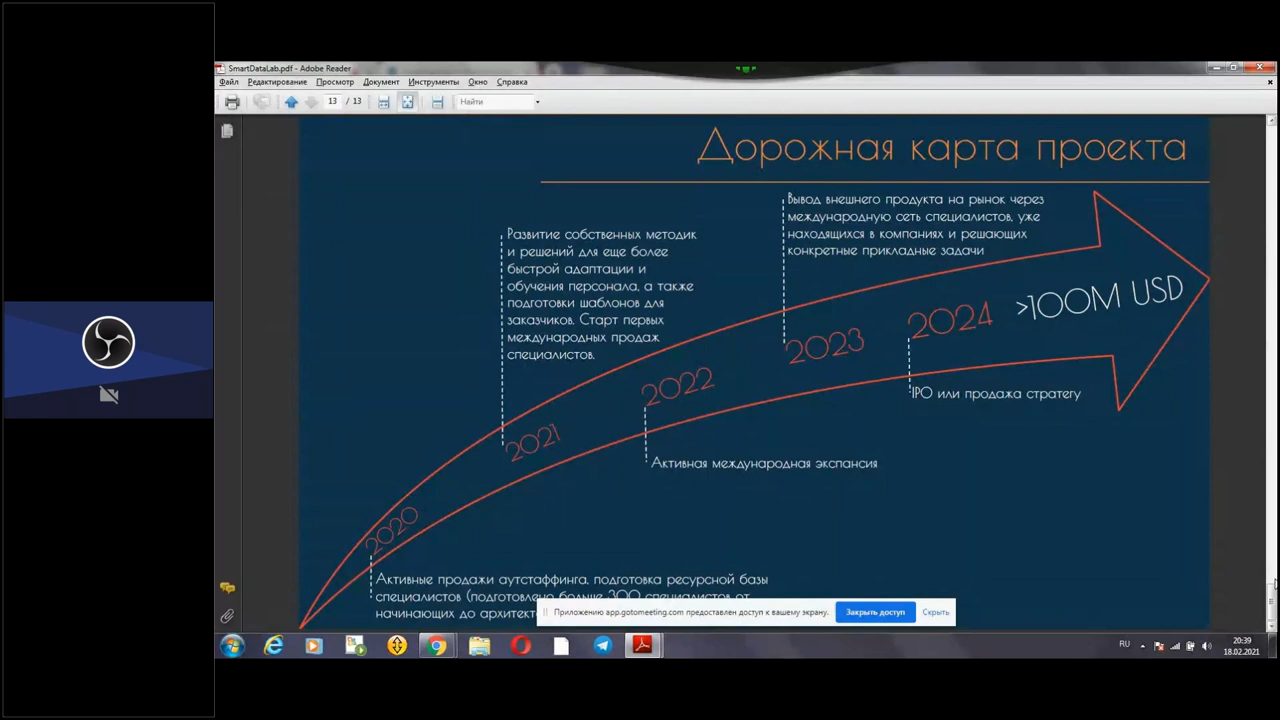 SmartDataLab.pdf - Adobe Reader
Файл Редактирование Просмотр Документ Инструменты Окно Справка
13 / 13 Найти
Дорожная карта проекта
Вывод внешнего продукта на рынок через
международную сеть специалистов, уже
находящихся в компаниях и решающих
конкретные прикладные задачи
Развитие собственных методик
и решений для еще более
быстрой адаптации и
обучения персонала, а также
подготовки шаблонов для
заказчиков. Старт первых
международных продаж
специалистов.
>100M USD
2024
2023
IPO или продажа стратегу
2022
2021
Активная международная экспансия
2020
Активные продажи аутстаффинга, подготовка ресурсной базы
специалистов (подготовлено больше 300 специалистов от
начинающих до
Приложению app.gotomeeting.com предоставлен доступ к вашему экрану. Закрыть доступ Скрыть
RU
20:39
18.02.2021